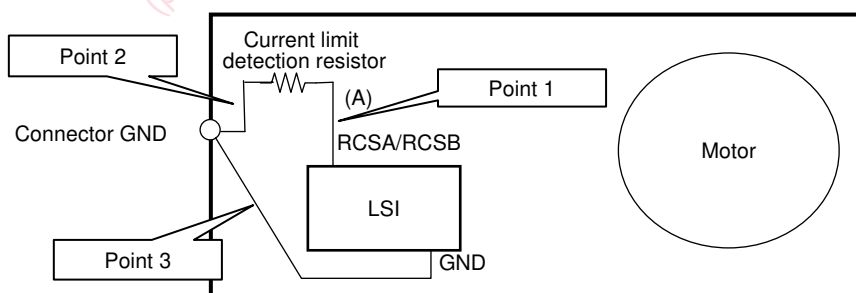 Point 2
Current limit
detection resistor
(A)
Point 1
Connector GND
RCSA/RCSB
Motor
LSI
Point 3
GND